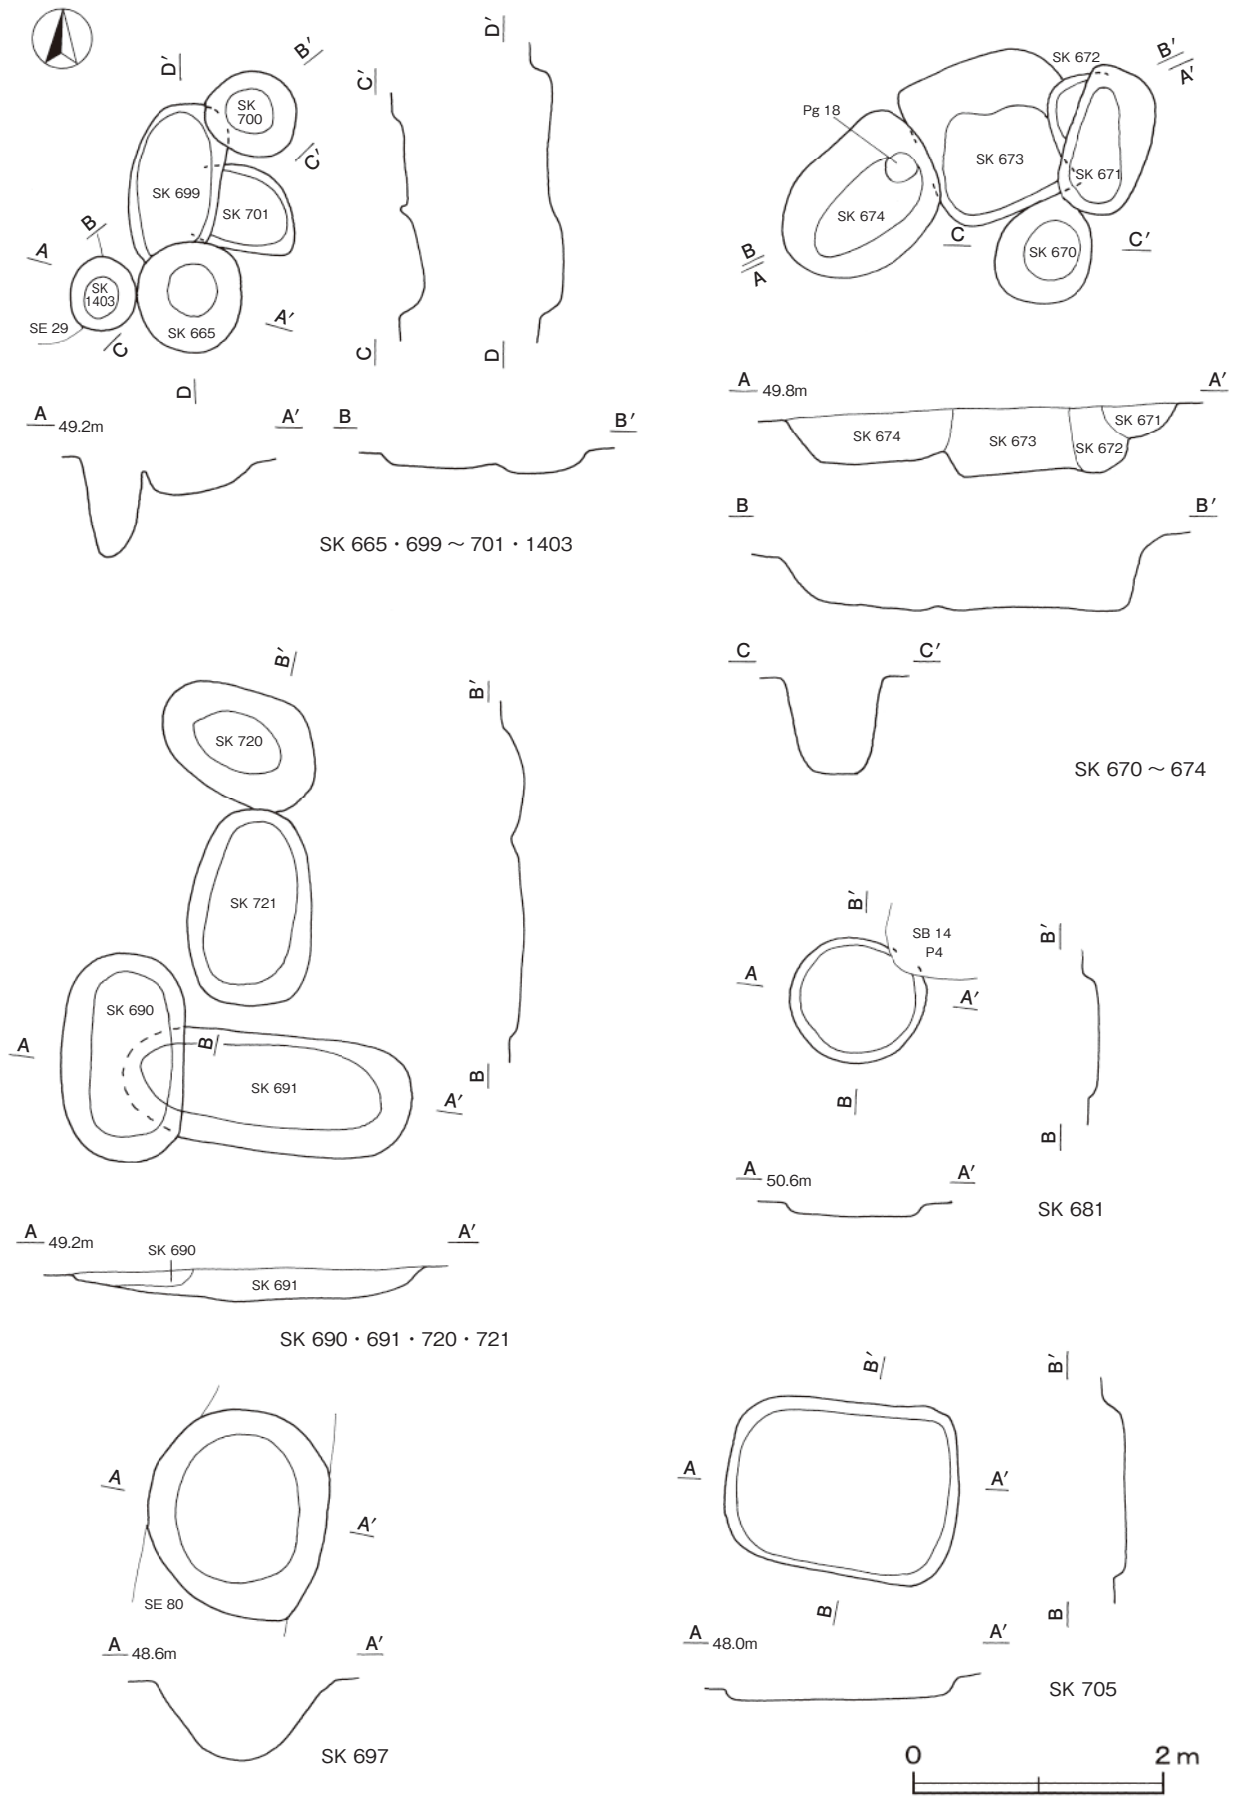 D′
B′
SK
700
C′
SK 699
SK 701
B
A
SK
1403
SE 29
C
SK 665
A′
D
C′
C
D′
D
A 49.2m A′
B B′
SK 665・699～701・1403
SK 672
B′
A′
Pg 18
SK 673
SK 671
SK 674
C
C′
SK 670
B
A
A 49.8m A′
SK 674
SK 673
SK 672
SK 671
B B′
C C′
SK 670～674
B′
SK 720
SK 721
SK 690
A
B
SK 691
A′
B′
B
A 49.2m A′
SK 690
SK 691
SK 690・691・720・721
B′
SB 14
P4
A
A′
B
B′
B
A 50.6m A′
SK 681
A
A′
SE 80
A 48.6m A′
SK 697
B′
A
A′
B
B′
B
A 48.0m A′
SK 705
0 2 m